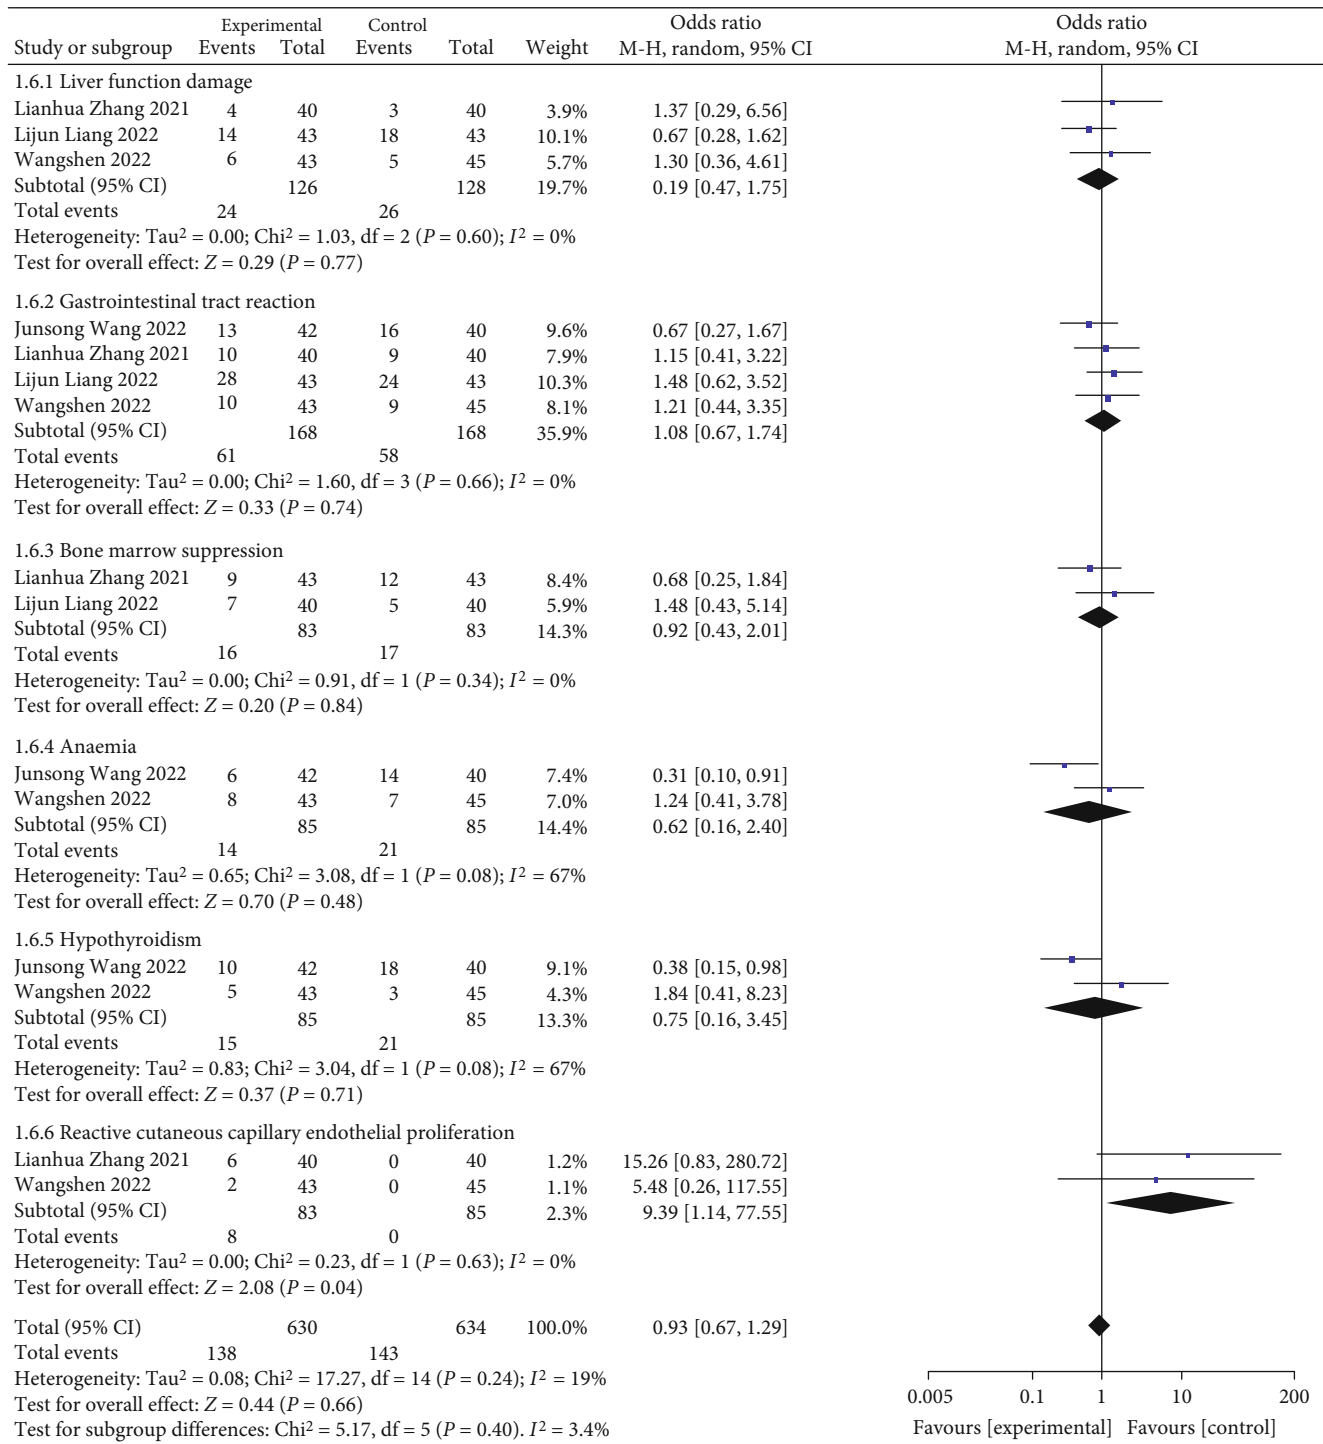 Experimental Control Odds ratio Odds ratio
Study or subgroup Events Total Events Total Weight M-H, random, 95% CI M-H, random, 95% CI
1.6.1 Liver function damage
Lianhua Zhang 2021 4 40 3 40 3.9% 1.37 [0.29, 6.56]
Lijun Liang 2022 14 43 18 43 10.1% 0.67 [0.28, 1.62]
Wangshen 2022 6 43 5 45 5.7% 1.30 [0.36, 4.61]
Subtotal (95% CI) 126 128 19.7% 0.19 [0.47, 1.75]
Total events 24 26
Heterogeneity: Tau² = 0.00; Chi² = 1.03, df = 2 (P = 0.60); I² = 0%
Test for overall effect: Z = 0.29 (P = 0.77)
1.6.2 Gastrointestinal tract reaction
Junsong Wang 2022 13 42 16 40 9.6% 0.67 [0.27, 1.67]
Lianhua Zhang 2021 10 40 9 40 7.9% 1.15 [0.41, 3.22]
Lijun Liang 2022 28 43 24 43 10.3% 1.48 [0.62, 3.52]
Wangshen 2022 10 43 9 45 8.1% 1.21 [0.44, 3.35]
Subtotal (95% CI) 168 168 35.9% 1.08 [0.67, 1.74]
Total events 61 58
Heterogeneity: Tau² = 0.00; Chi² = 1.60, df = 3 (P = 0.66); I² = 0%
Test for overall effect: Z = 0.33 (P = 0.74)
1.6.3 Bone marrow suppression
Lianhua Zhang 2021 9 43 12 43 8.4% 0.68 [0.25, 1.84]
Lijun Liang 2022 7 40 5 40 5.9% 1.48 [0.43, 5.14]
Subtotal (95% CI) 83 83 14.3% 0.92 [0.43, 2.01]
Total events 16 17
Heterogeneity: Tau² = 0.00; Chi² = 0.91, df = 1 (P = 0.34); I² = 0%
Test for overall effect: Z = 0.20 (P = 0.84)
1.6.4 Anaemia
Junsong Wang 2022 6 42 14 40 7.4% 0.31 [0.10, 0.91]
Wangshen 2022 8 43 7 45 7.0% 1.24 [0.41, 3.78]
Subtotal (95% CI) 85 85 14.4% 0.62 [0.16, 2.40]
Total events 14 21
Heterogeneity: Tau² = 0.65; Chi² = 3.08, df = 1 (P = 0.08); I² = 67%
Test for overall effect: Z = 0.70 (P = 0.48)
1.6.5 Hypothyroidism
Junsong Wang 2022 10 42 18 40 9.1% 0.38 [0.15, 0.98]
Wangshen 2022 5 43 3 45 4.3% 1.84 [0.41, 8.23]
Subtotal (95% CI) 85 85 13.3% 0.75 [0.16, 3.45]
Total events 15 21
Heterogeneity: Tau² = 0.83; Chi² = 3.04, df = 1 (P = 0.08); I² = 67%
Test for overall effect: Z = 0.37 (P = 0.71)
1.6.6 Reactive cutaneous capillary endothelial proliferation
Lianhua Zhang 2021 6 40 0 40 1.2% 15.26 [0.83, 280.72]
Wangshen 2022 2 43 0 45 1.1% 5.48 [0.26, 117.55]
Subtotal (95% CI) 83 85 2.3% 9.39 [1.14, 77.55]
Total events 8 0
Heterogeneity: Tau² = 0.00; Chi² = 0.23, df = 1 (P = 0.63); I² = 0%
Test for overall effect: Z = 2.08 (P = 0.04)
Total (95% CI) 630 634 100.0% 0.93 [0.67, 1.29]
Total events 138 143
Heterogeneity: Tau² = 0.08; Chi² = 17.27, df = 14 (P = 0.24); I² = 19%
Test for overall effect: Z = 0.44 (P = 0.66)
Test for subgroup differences: Chi² = 5.17, df = 5 (P = 0.40). I² = 3.4%
0.005 0.1 1 10 200
Favours [experimental] Favours [control]